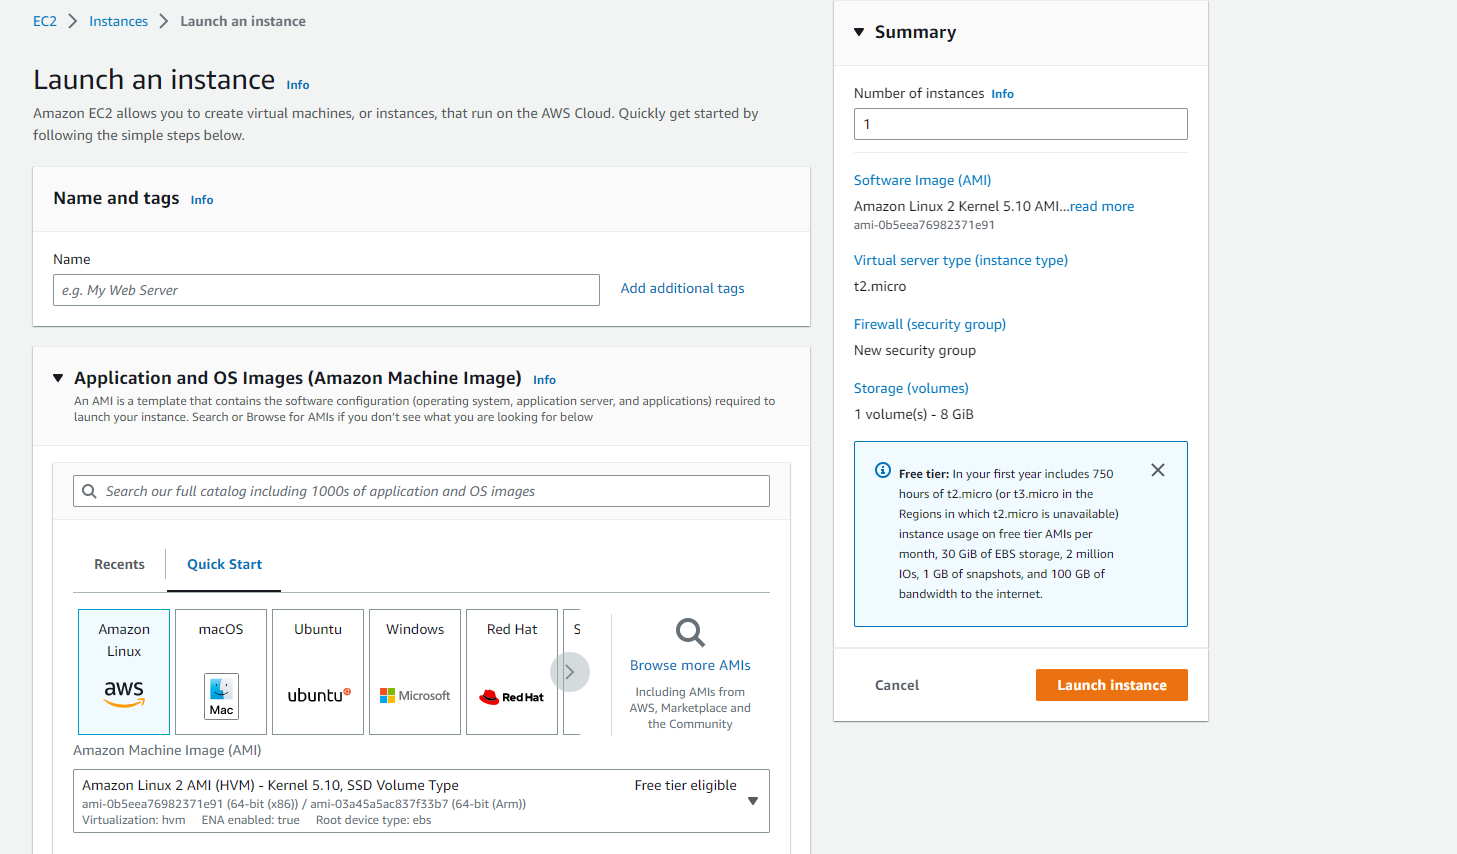 EC2 > Instances > Launch an instance
Launch an instance Info
Amazon EC2 allows you to create virtual machines, or instances, that run on the AWS Cloud. Quickly get started by
following the simple steps below.
Name and tags Info
Name
e.g. My Web Server
Add additional tags
Application and OS Images (Amazon Machine Image) Info
An AMI is a template that contains the software configuration (operating system, application server, and applications) required to
launch your instance. Search or Browse for AMIs if you don't see what you are looking for below
Search our full catalog including 1000s of application and OS images
Recents
Quick Start
Amazon
Linux
aws
macOS
Mac
Ubuntu
ubuntu
Windows
Microsoft
Red Hat
Red Hat
S
Browse more AMIs
Including AMIs from
AWS, Marketplace and
the Community
Amazon Machine Image (AMI)
Amazon Linux 2 AMI (HVM) - Kernel 5.10, SSD Volume Type
Free tier eligible
ami-0b5eea76982371e91 (64-bit (x86)) / ami-03a45a5ac837f33b7 (64-bit (Arm))
Virtualization: hvm ENA enabled: true Root device type: ebs
Summary
Number of instances Info
1
Software Image (AMI)
Amazon Linux 2 Kernel 5.10 AMI...read more
ami-0b5eea76982371e91
Virtual server type (instance type)
t2.micro
Firewall (security group)
New security group
Storage (volumes)
1 volume(s) - 8 GiB
Free tier: In your first year includes 750
hours of t2.micro (or t3.micro in the
Regions in which t2.micro is unavailable)
instance usage on free tier AMIs per
month, 30 GiB of EBS storage, 2 million
IOs, 1 GB of snapshots, and 100 GB of
bandwidth to the internet.
Cancel
Launch instance